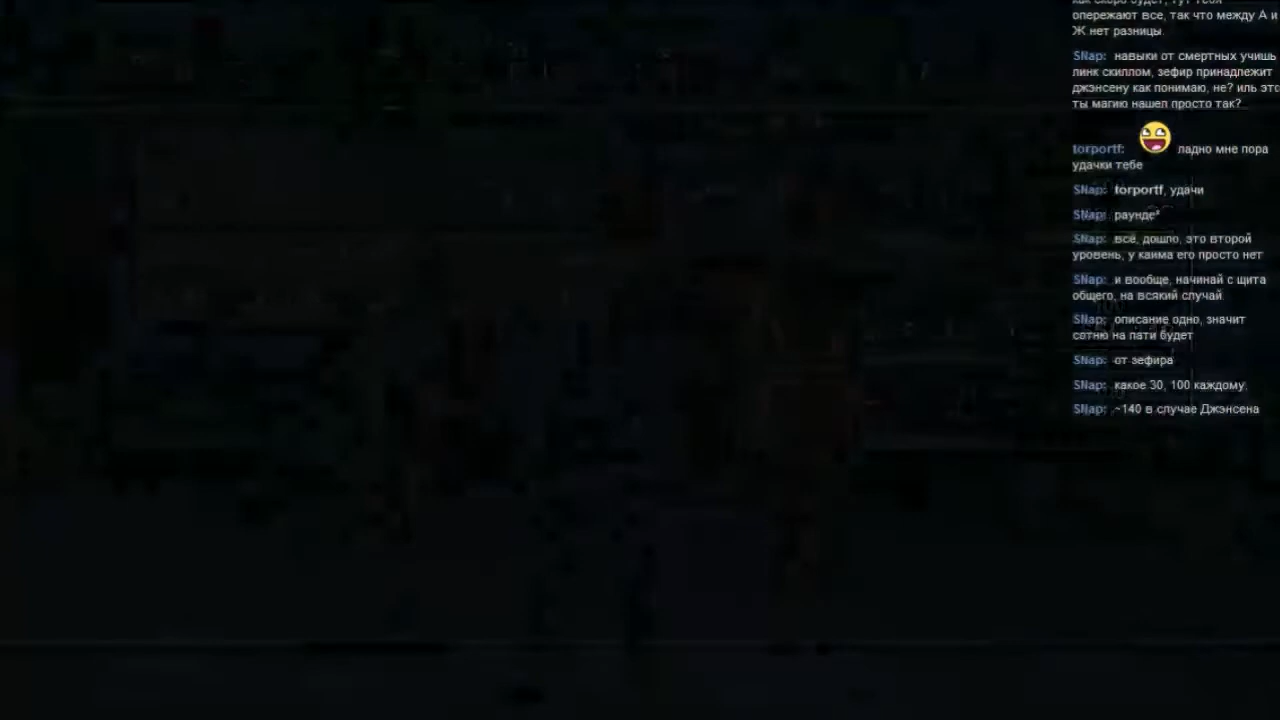 опережают все, так что между А и
Ж нет разницы.
SNap: навыки от смертных учишь
линк скиллом, зефир принадлежит
джэнсену как понимаю, не? иль это
ты магию нашел просто так?
torportf: ладно мне пора
удачки тебе
SNap: torportf, удачи
SNap: раунде*
SNap: всё, дошло, это второй
уровень, у каима его просто нет
SNap: и вообще, начинай с щита
общего, на всякий случай
SNap: описание одно, значит
сотню на пати будет
SNap: от зефира
SNap: какое 30, 100 каждому.
SNap: ~140 в случае Джэнсена